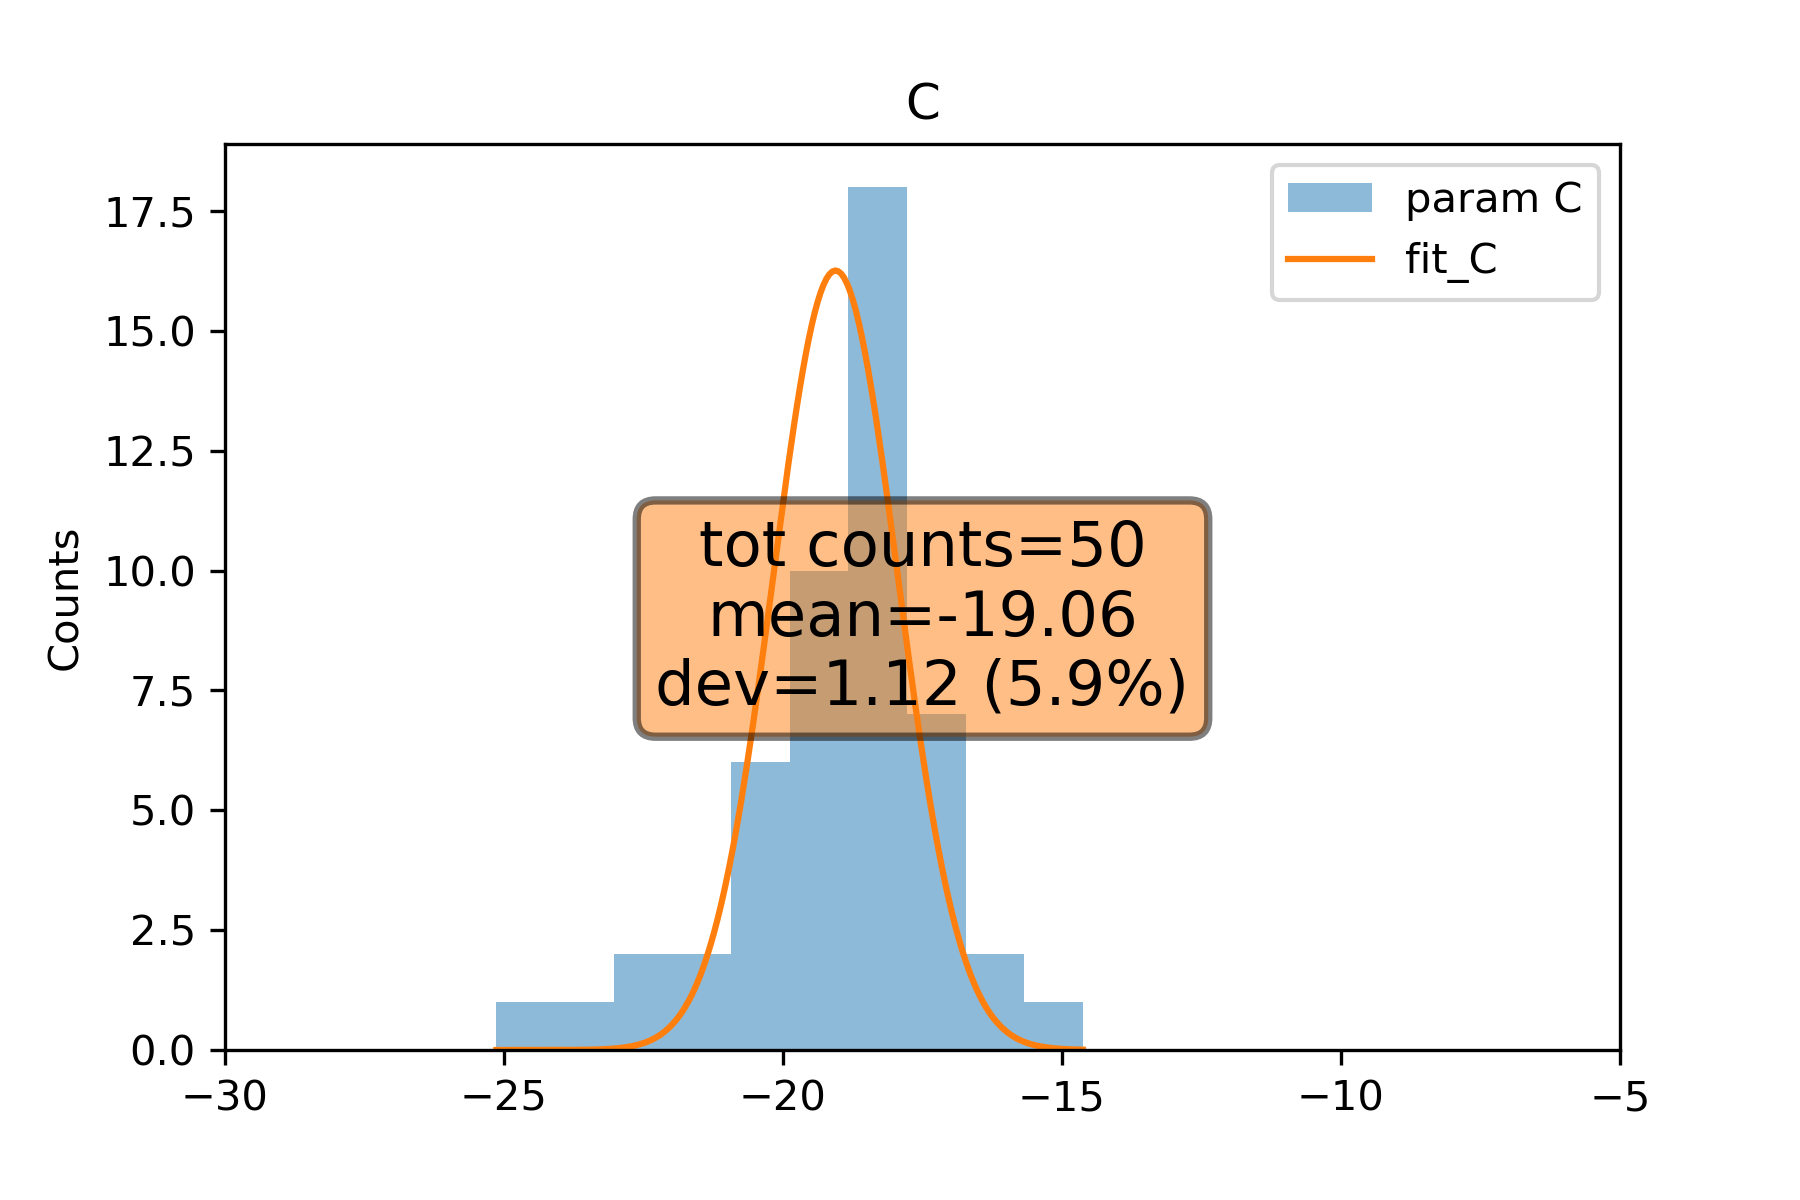 C
param C
fit_C
Counts
17.5
15.0
12.5
10.0
7.5
5.0
2.5
0.0
tot counts=50
mean=-19.06
dev=1.12 (5.9%)
−30 −25 −20 −15 −10 −5